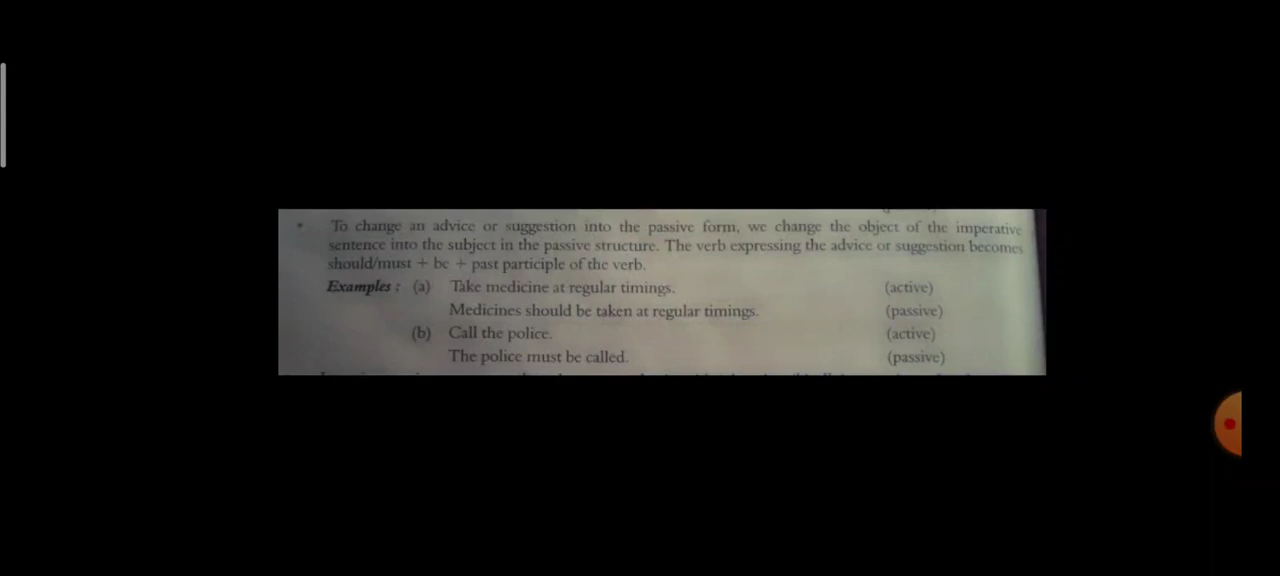 To change an advice or suggestion into the passive form, we change the object of the imperative
sentence into the subject in the passive structure. The verb expressing the advice or suggestion becomes
should/must + be + past participle of the verb.
Examples : (a) Take medicine at regular timings. (active)
Medicines should be taken at regular timings. (passive)
(b) Call the police. (active)
The police must be called. (passive)